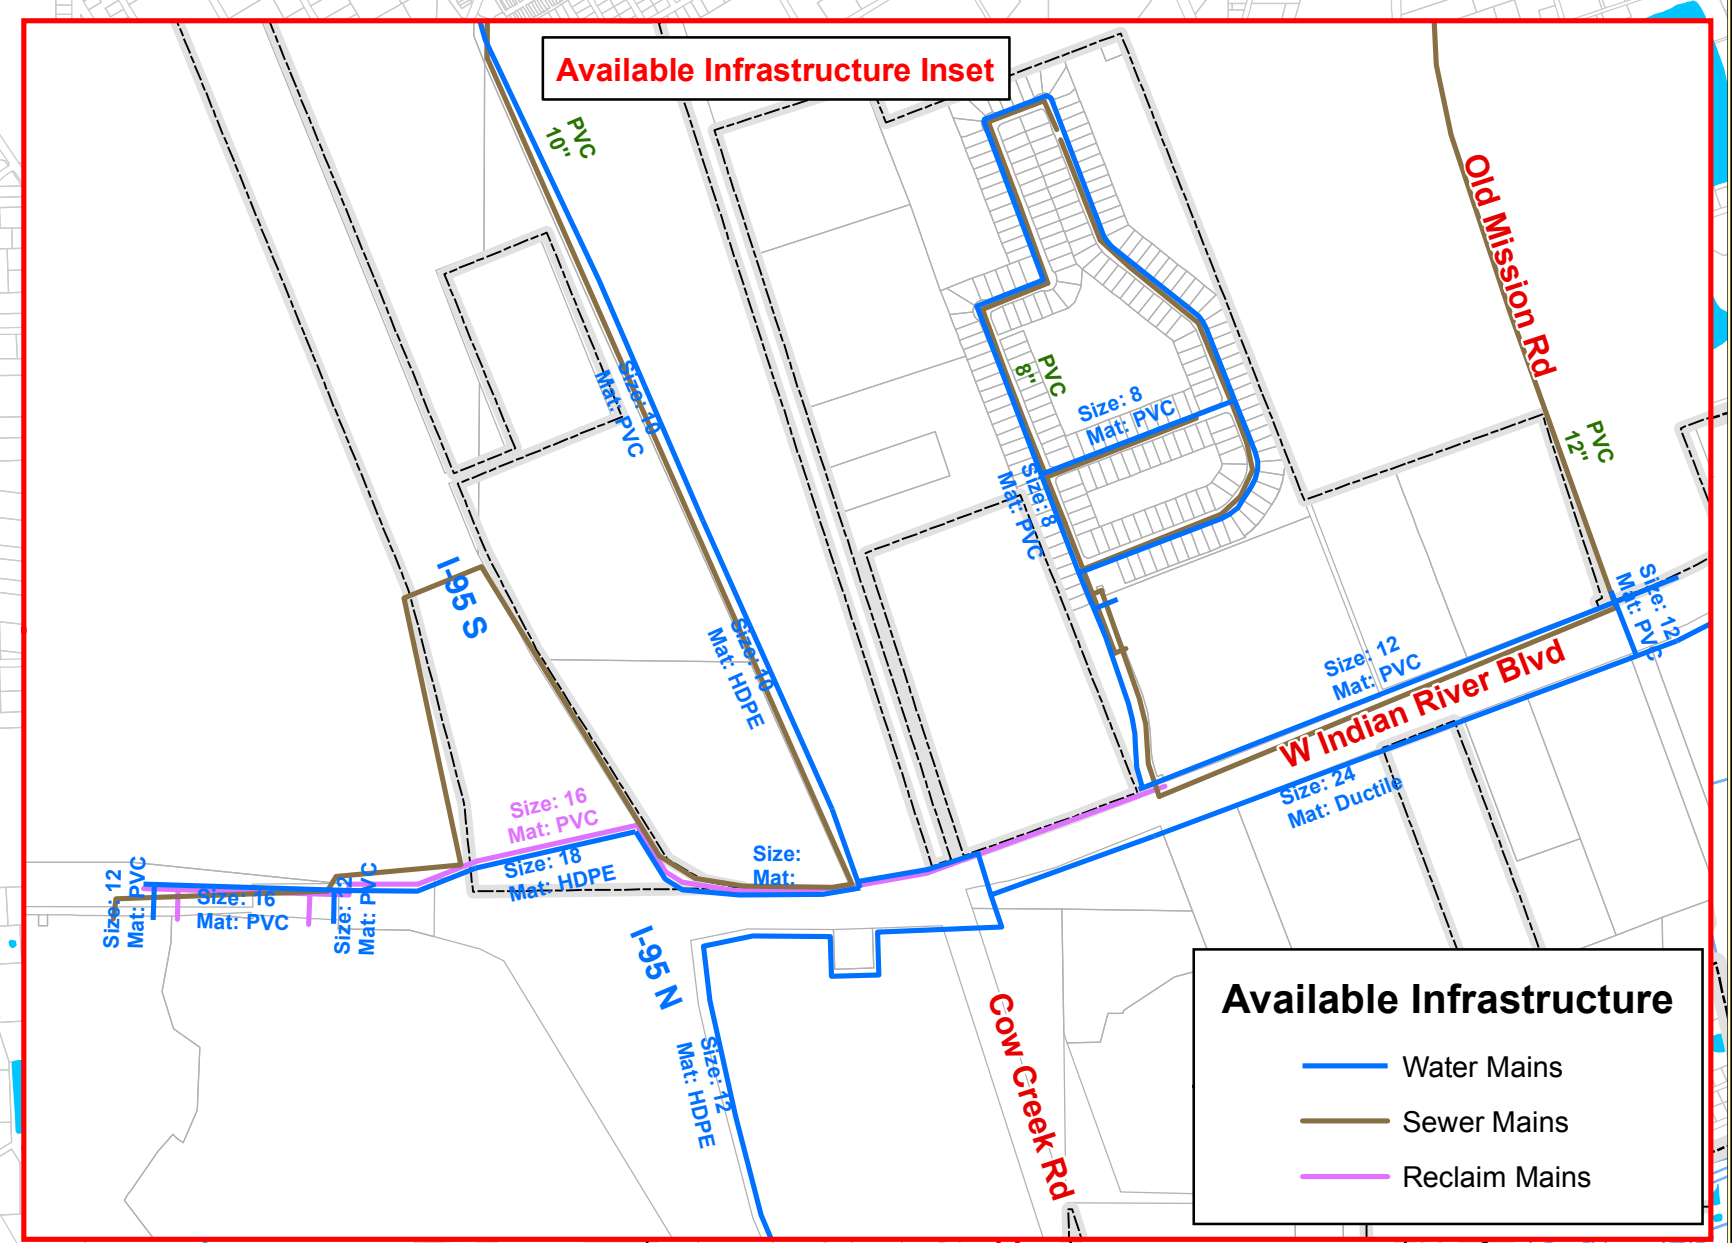 Available Infrastructure Inset
PVC
10"
Old Mission Rd
Size: 10
Mat: PVC
PVC
8"
Size: 8
Mat: PVC
Size: 8
Mat: PVC
PVC
12"
I-95 S
Size: 12
Mat: PVC
Size: 10
Mat: HDPE
Size: 12
Mat: PVC
W Indian River Blvd
Size: 24
Mat: Ductile
Size: 16
Mat: PVC
Size: 18
Mat: HDPE
Size:
Mat:
Size: 12
Mat: PVC
Size: 16
Mat: PVC
Size: 12
Mat: PVC
I-95 N
Size: 12
Mat: HDPE
Cow Creek Rd
Available Infrastructure
Water Mains
Sewer Mains
Reclaim Mains